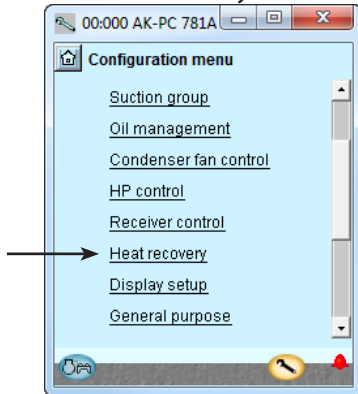 00:000 AK-PC 781A
Configuration menu
Suction group
Oil management
Condenser fan control
HP control
Receiver control
Heat recovery
Display setup
General purpose